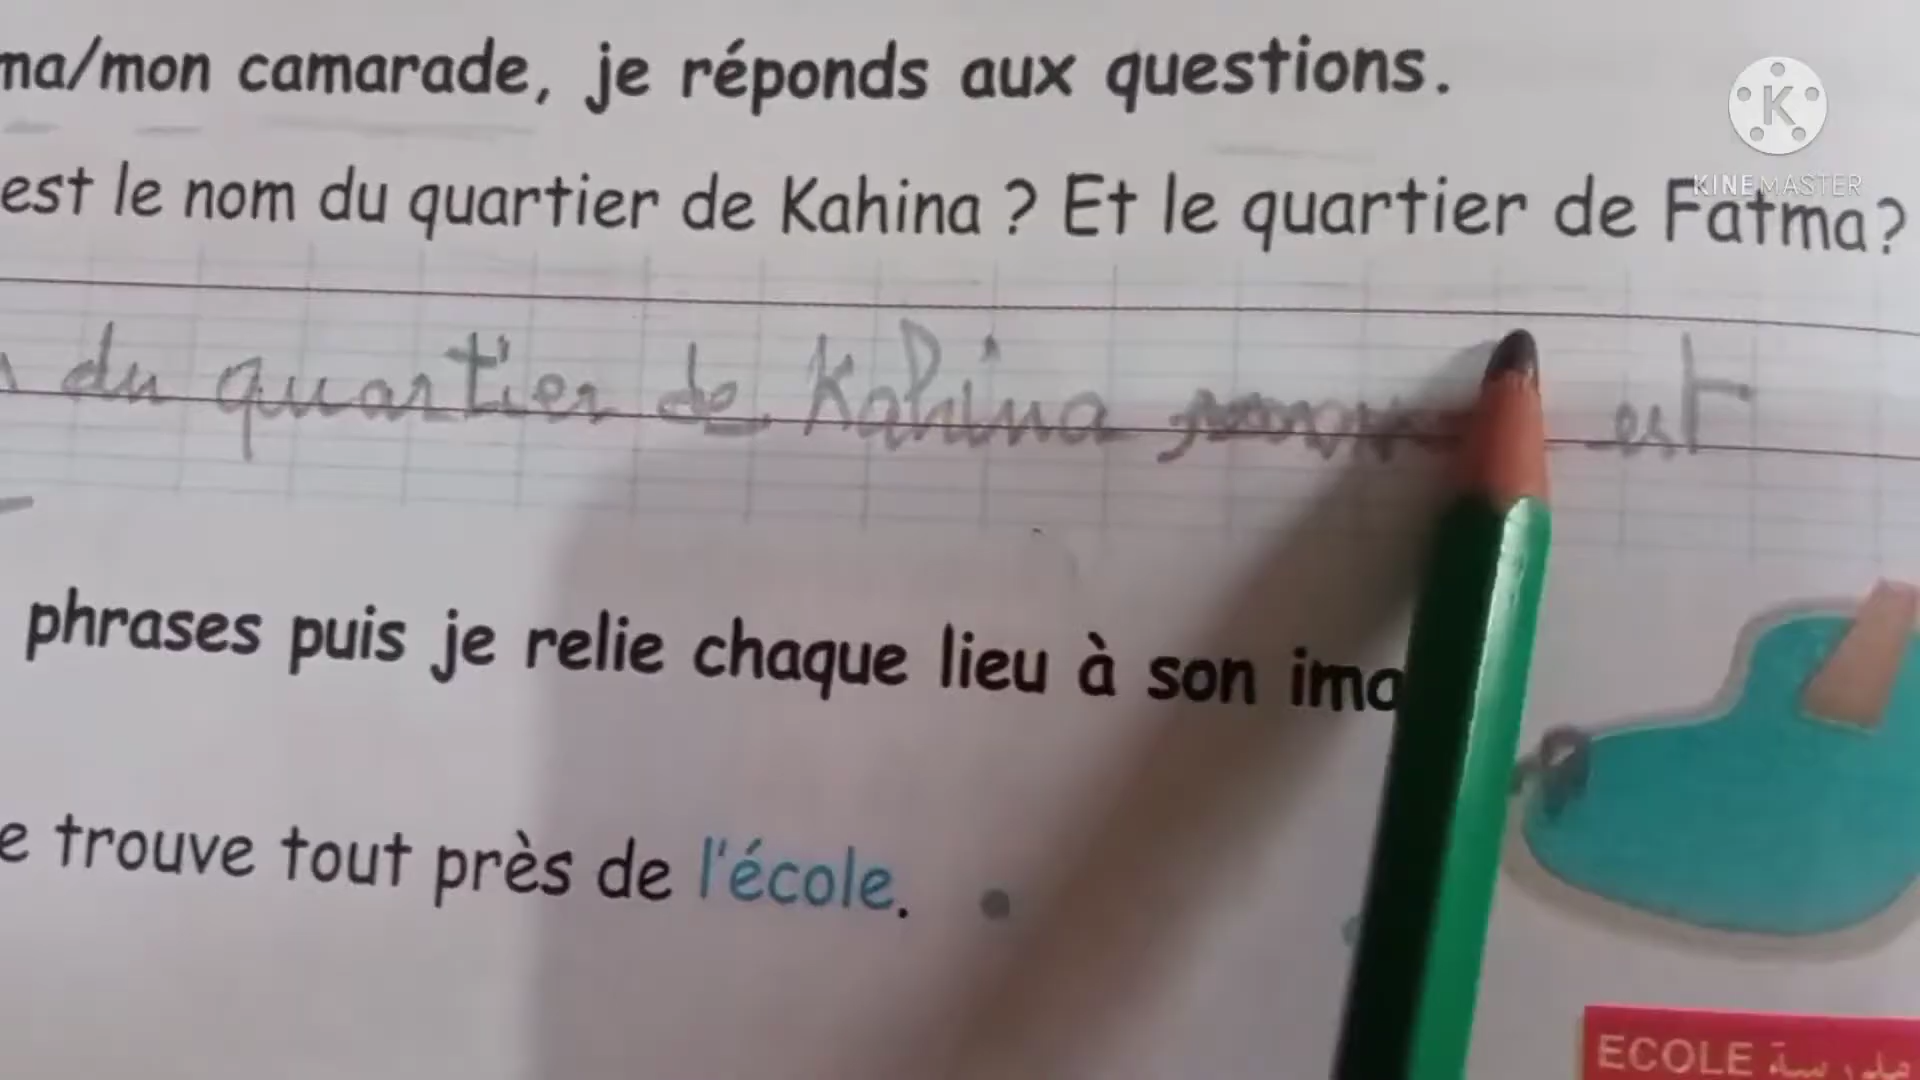 ma/mon camarade, je réponds aux questions.
K
KINEMASTER
est le nom du quartier de Kahina ? Et le quartier de Fatma?
du quartier de Kahina est
phrases puis je relie chaque lieu à son ima
e trouve tout près de l'école.
ECOLE مدرسة